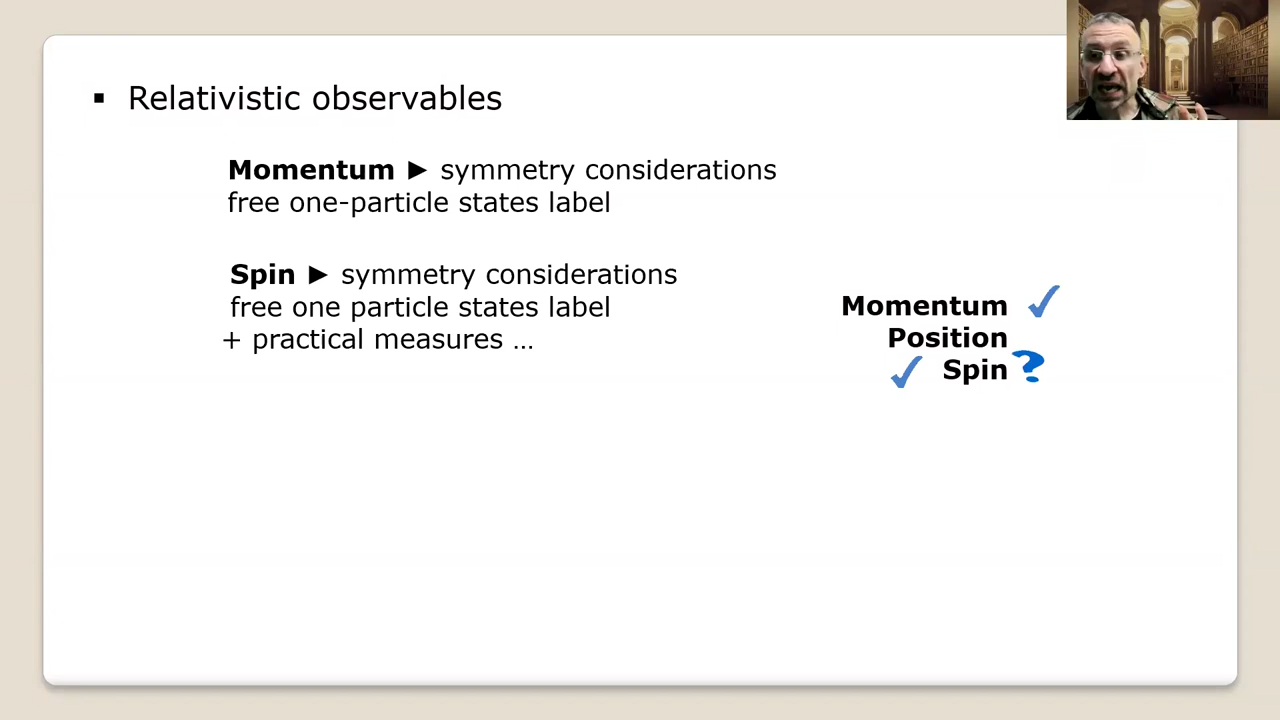 ▪ Relativistic observables
Momentum ► symmetry considerations
free one-particle states label
Spin ► symmetry considerations
free one particle states label
+ practical measures …
Momentum ✓
Position
✓ Spin ?